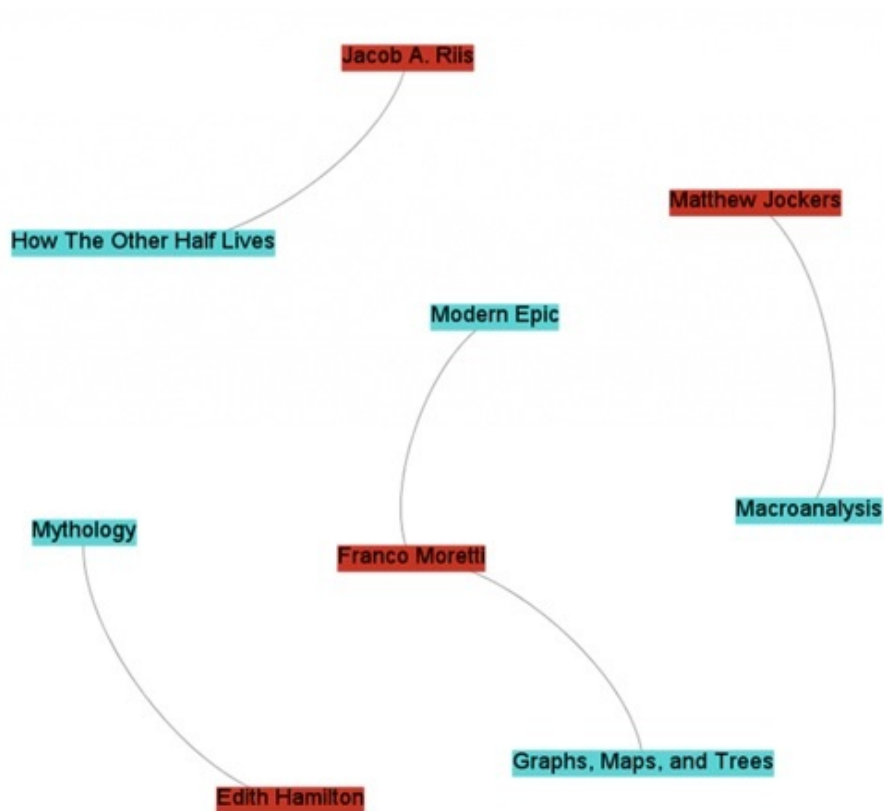 Jacob A. Riis
Matthew Jockers
How The Other Half Lives
Modern Epic
Macroanalysis
Mythology
Franco Moretti
Graphs, Maps, and Trees
Edith Hamilton